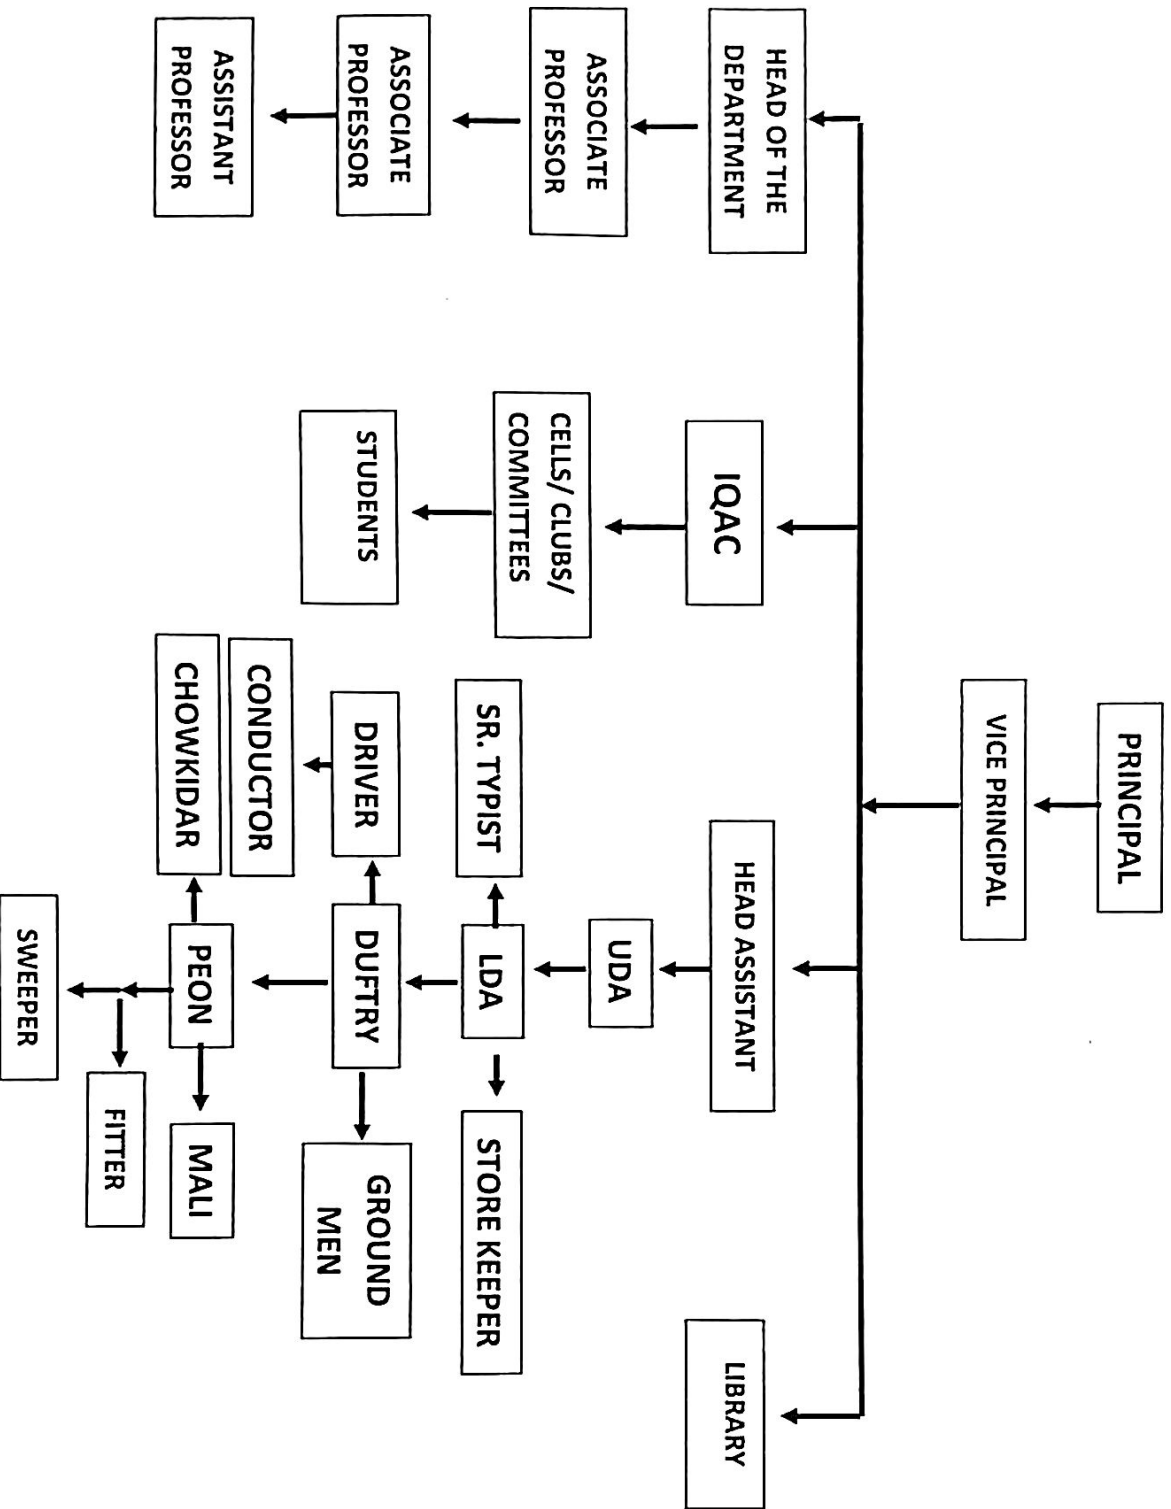 PRINCIPAL
VICE PRINCIPAL
HEAD OF THE
DEPARTMENT
IQAC
HEAD ASSISTANT
LIBRARY
ASSOCIATE
PROFESSOR
CELLS/ CLUBS/
COMMITTEES
UDA
SR. TYPIST
LDA
STORE KEEPER
ASSOCIATE
PROFESSOR
STUDENTS
DRIVER
DUFTRY
GROUND
MEN
CONDUCTOR
ASSISTANT
PROFESSOR
CHOWKIDAR
PEON
MALI
FITTER
SWEEPER